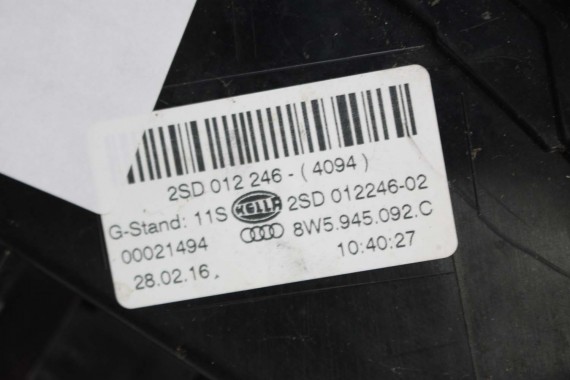 2SD 012 246 - ( 4094 )
G-Stand: 11S HELLA 2SD 012246-02
00021494 8W5.945.092.C
28.02.16. 10:40:27